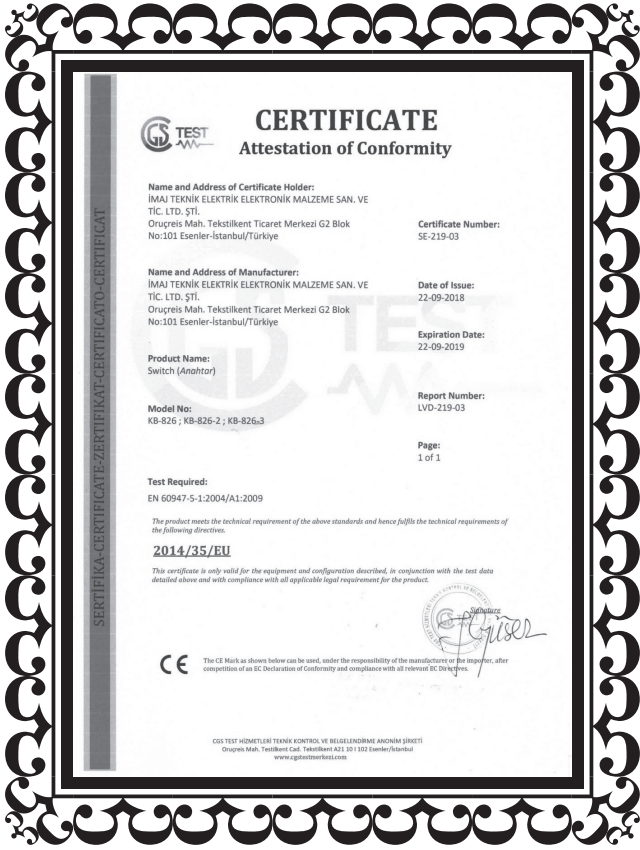 CGS TEST
CERTIFICATE
Attestation of Conformity
SERTİFİKA-CERTIFICATE-ZERTIFIKAT-CERTIFICATO-CERTIFICAT
Name and Address of Certificate Holder:
İMAJ TEKNİK ELEKTRİK ELEKTRONİK MALZEME SAN. VE
TİC. LTD. ŞTİ.
Oruçreis Mah. Tekstilkent Ticaret Merkezi G2 Blok
No:101 Esenler-İstanbul/Türkiye
Certificate Number:
SE-219-03
Name and Address of Manufacturer:
İMAJ TEKNİK ELEKTRİK ELEKTRONİK MALZEME SAN. VE
TİC. LTD. ŞTİ.
Oruçreis Mah. Tekstilkent Ticaret Merkezi G2 Blok
No:101 Esenler-İstanbul/Türkiye
Date of Issue:
22-09-2018
Expiration Date:
22-09-2019
Product Name:
Switch (Anahtar)
Model No:
KB-826 ; KB-826-2 ; KB-826-3
Report Number:
LVD-219-03
Page:
1 of 1
Test Required:
EN 60947-5-1:2004/A1:2009
The product meets the technical requirement of the above standards and hence fulfils the technical requirements of
the following directives.
2014/35/EU
This certificate is only valid for the equipment and configuration described, in conjunction with the test data
detailed above and with compliance with all applicable legal requirement for the product.
Signature
CE
The CE Mark as shown below can be used, under the responsibility of the manufacturer or the importer, after
competition of an EC Declaration of Conformity and compliance with all relevant EC Directives.
CGS TEST HİZMETLERİ TEKNİK KONTROL VE BELGELENDİRME ANONİM ŞİRKETİ
Oruçreis Mah. Testilkent Cad. Tekstilkent A21 10 I 102 Esenler/İstanbul
www.cgstestmerkezi.com